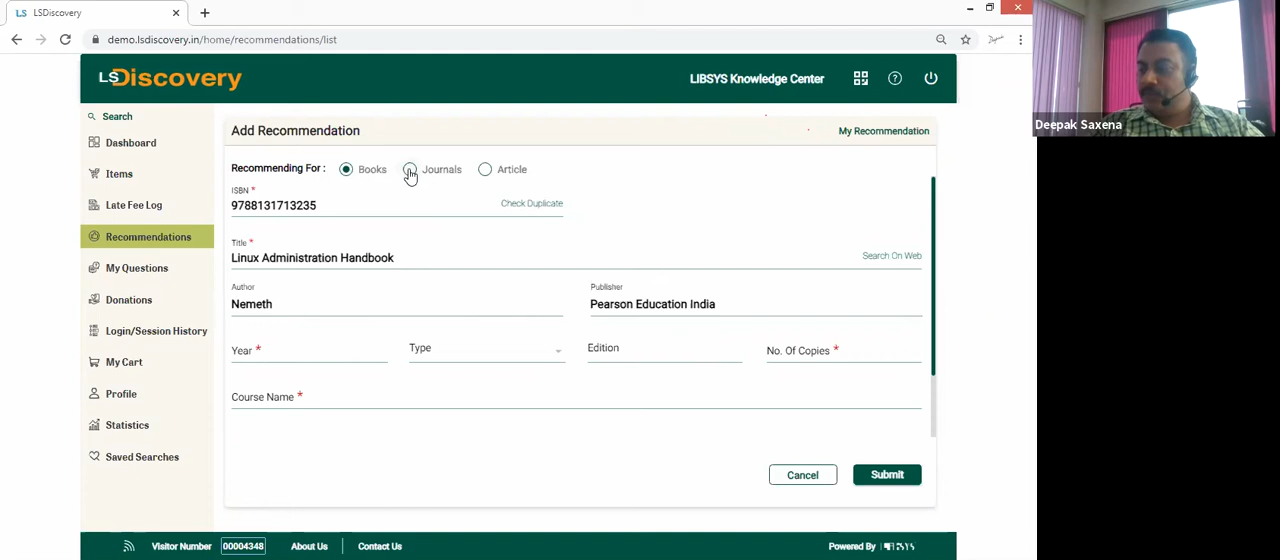 LS LSDiscovery
demo.lsdiscovery.in/home/recommendations/list
LSDiscovery
LIBSYS Knowledge Center
Deepak Saxena
Search
Dashboard
Items
Late Fee Log
Recommendations
My Questions
Donations
Login/Session History
My Cart
Profile
Statistics
Saved Searches
Add Recommendation
My Recommendation
Recommending For :
Books
Journals
Article
ISBN *
9788131713235
Check Duplicate
Title *
Linux Administration Handbook
Search On Web
Author
Nemeth
Publisher
Pearson Education India
Year *
Type
Edition
No. Of Copies *
Course Name *
Cancel
Submit
Visitor Number
00004348
About Us
Contact Us
Powered By